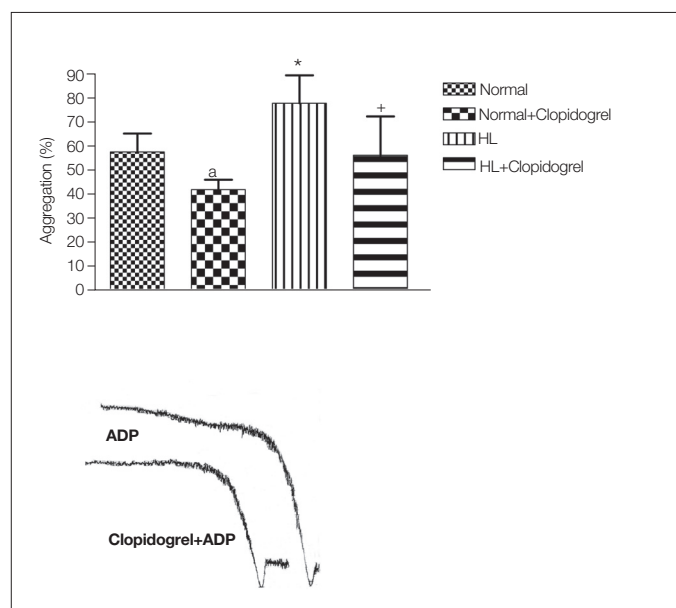 Aggregation (%)
90
80
70
60
50
40
30
20
10
0
a
*
+
Normal
Normal+Clopidogrel
HL
HL+Clopidogrel
ADP
Clopidogrel+ADP